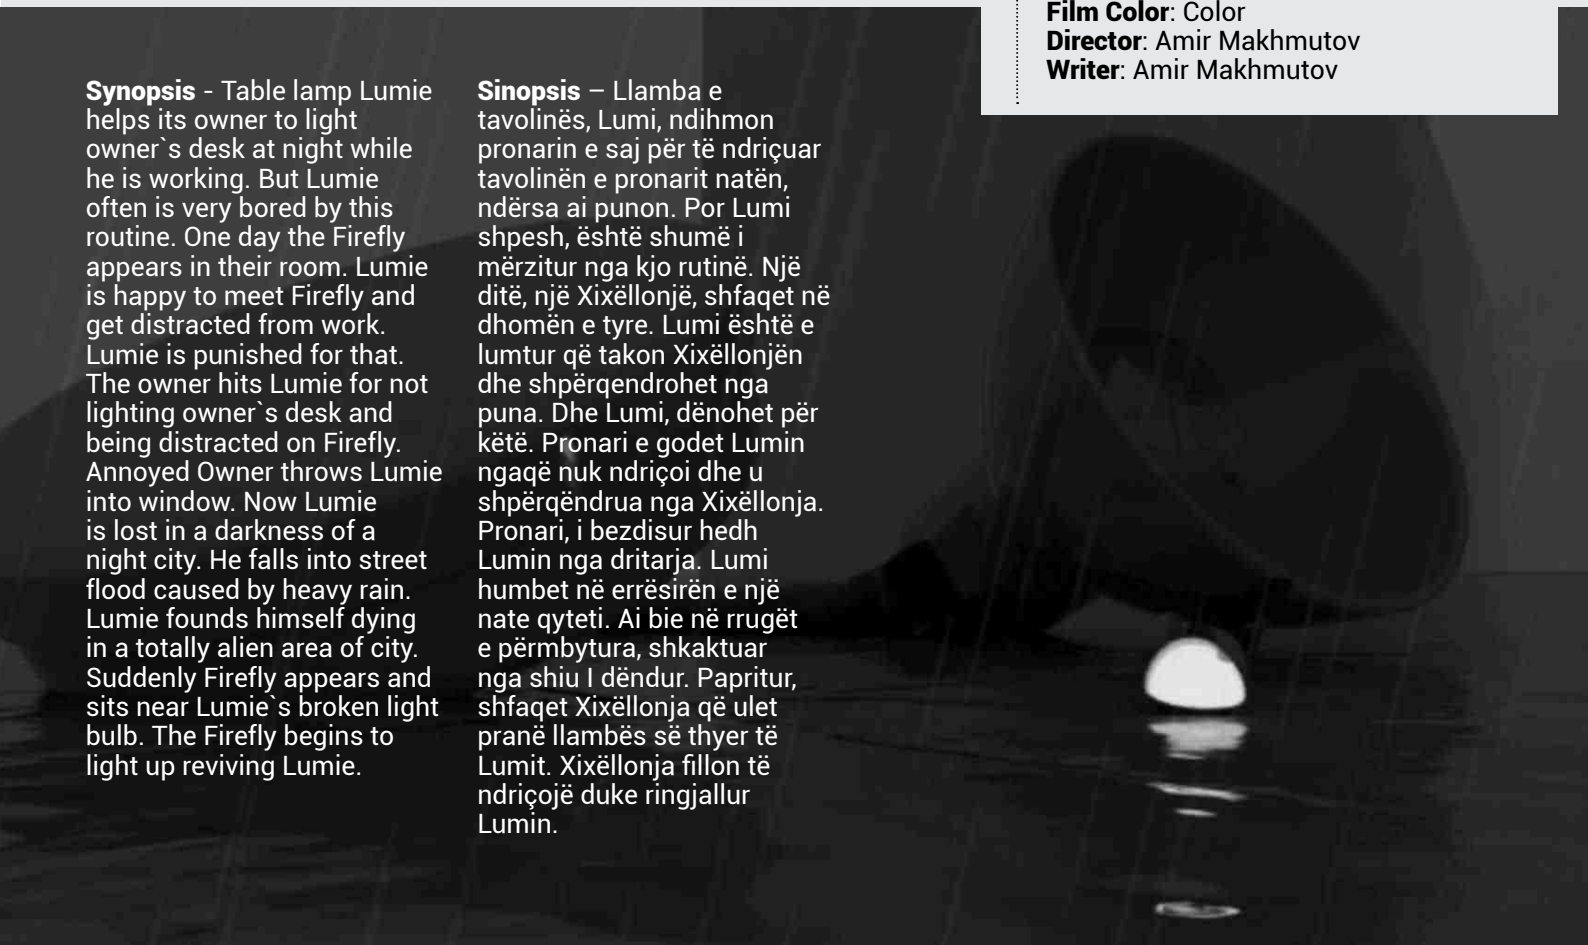 Film Color: Color
Director: Amir Makhmutov
Writer: Amir Makhmutov
Synopsis - Table lamp Lumie
helps its owner to light
owner`s desk at night while
he is working. But Lumie
often is very bored by this
routine. One day the Firefly
appears in their room. Lumie
is happy to meet Firefly and
get distracted from work.
Lumie is punished for that.
The owner hits Lumie for not
lighting owner`s desk and
being distracted on Firefly.
Annoyed Owner throws Lumie
into window. Now Lumie
is lost in a darkness of a
night city. He falls into street
flood caused by heavy rain.
Lumie founds himself dying
in a totally alien area of city.
Suddenly Firefly appears and
sits near Lumie`s broken light
bulb. The Firefly begins to
light up reviving Lumie.
Sinopsis – Llamba e
tavolinës, Lumi, ndihmon
pronarin e saj për të ndriçuar
tavolinën e pronarit natën,
ndërsa ai punon. Por Lumi
shpesh, është shumë i
mërzitur nga kjo rutinë. Një
ditë, një Xixëllonjë, shfaqet në
dhomën e tyre. Lumi është e
lumtur që takon Xixëllonjën
dhe shpërqendrohet nga
puna. Dhe Lumi, dënohet për
këtë. Pronari e godet Lumin
ngaqë nuk ndriçoi dhe u
shpërqëndrua nga Xixëllonja.
Pronari, i bezdisur hedh
Lumin nga dritarja. Lumi
humbet në errësirën e një
nate qyteti. Ai bie në rrugët
e përmbytura, shkaktuar
nga shiu I dëndur. Papritur,
shfaqet Xixëllonja që ulet
pranë llambës së thyer të
Lumit. Xixëllonja fillon të
ndriçojë duke ringjallur
Lumin.